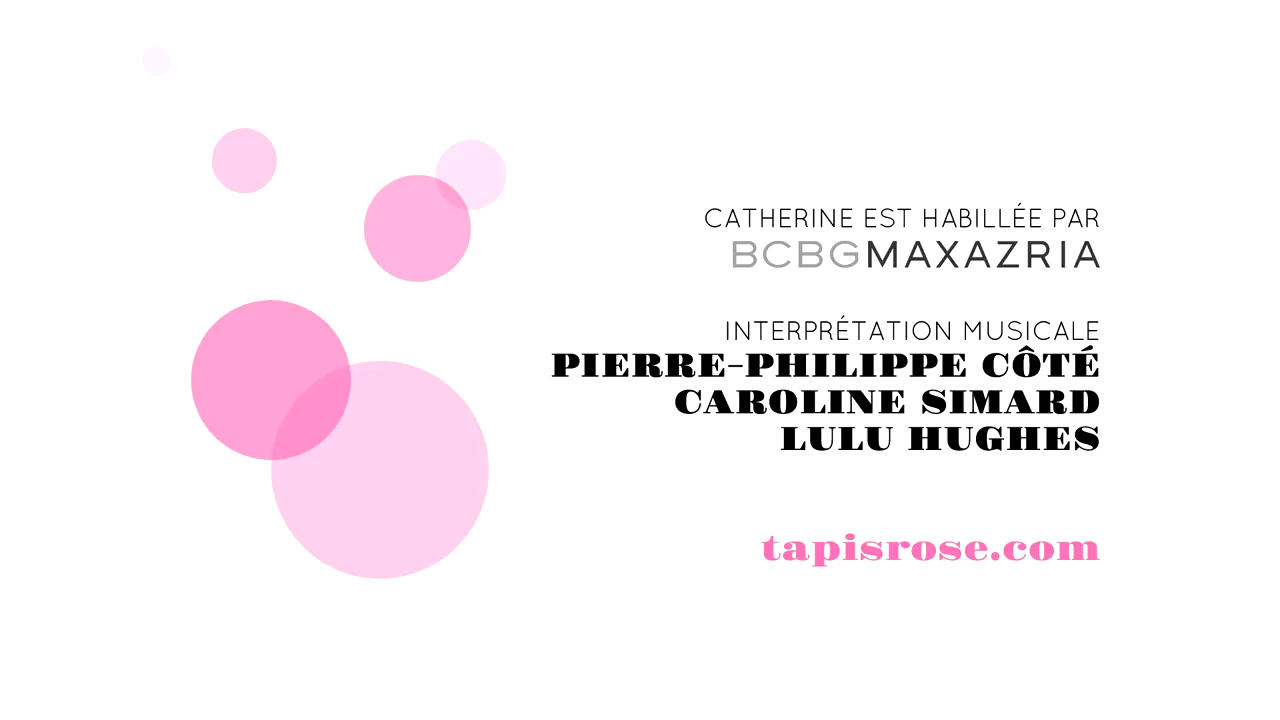 CATHERINE EST HABILLÉE PAR
BCBGMAXAZRIA
INTERPRÉTATION MUSICALE
PIERRE-PHILIPPE CÔTÉ
CAROLINE SIMARD
LULU HUGHES
tapisrose.com